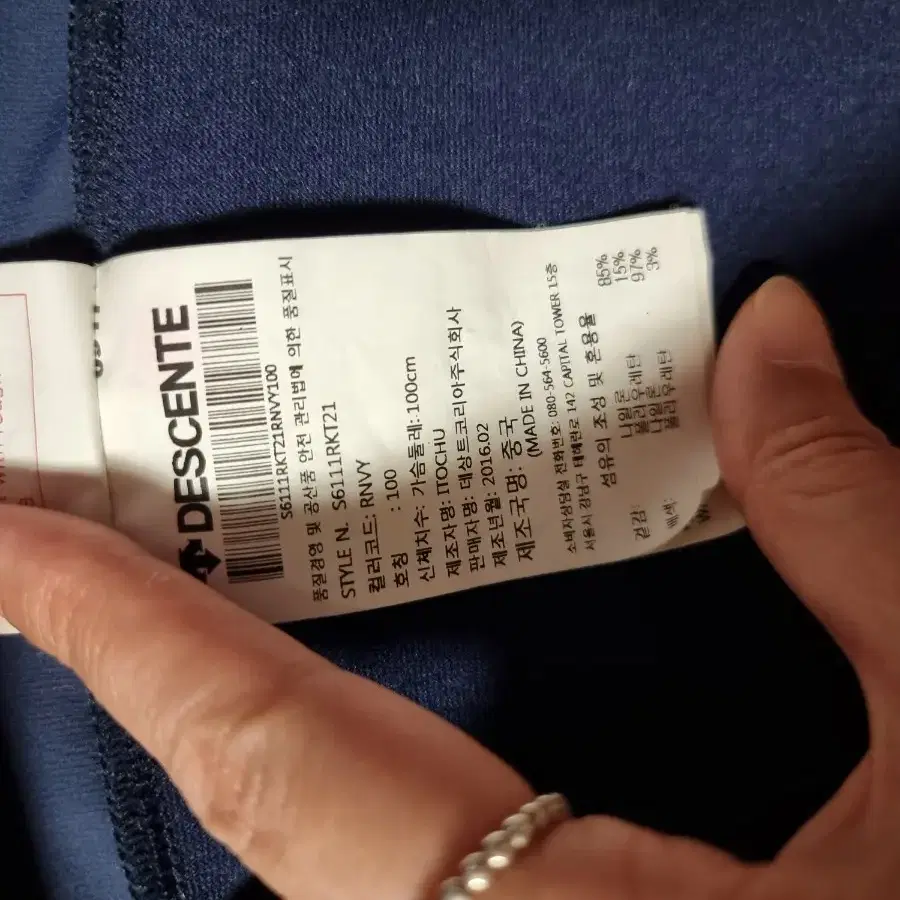 DESCENTE
S6111RKT21RNVY100
품질경영 및 공산품 안전 관리법에 의한 품질표시
STYLE N. S6111RKT21
컬러코드: RNVY
호칭 : 100
신체치수: 가슴둘레:100cm
제조자명: ITOCHU
판매자명: 데상트코리아주식회사
제조년월: 2016.02
제조국명: 중국
(MADE IN CHINA)
소비자상담실 전화번호: 080-564-5600
서울시 강남구 테헤란로 142 CAPITAL TOWER 15층
섬유의 조성 및 혼용율
겉감 나일론 85%
폴리우레탄 15%
배색: 나일론 97%
폴리우레탄 3%